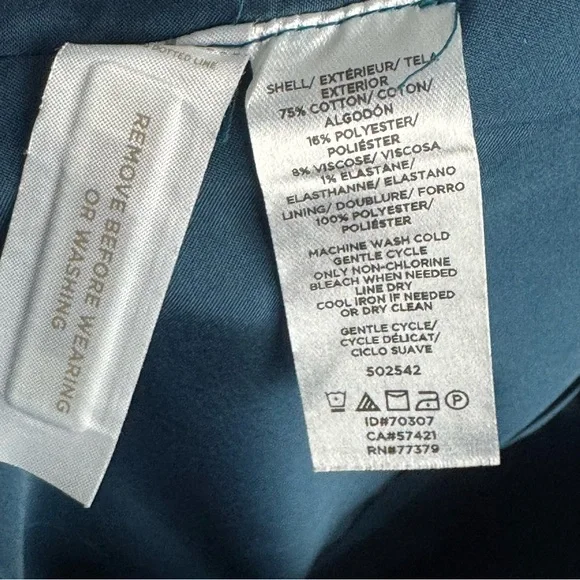 DOTTED LINE
REMOVE BEFORE WEARING
OR WASHING
SHELL/ EXTÉRIEUR/ TELA
EXTERIOR
75% COTTON/ COTON/
ALGODÓN
16% POLYESTER/
POLIÉSTER
8% VISCOSE/ VISCOSA
1% ELASTANE/
ELASTHANNE/ ELASTANO
LINING/ DOUBLURE/ FORRO
100% POLYESTER/
POLIÉSTER
MACHINE WASH COLD
GENTLE CYCLE
ONLY NON-CHLORINE
BLEACH WHEN NEEDED
LINE DRY
COOL IRON IF NEEDED
OR DRY CLEAN
GENTLE CYCLE/
CYCLE DÉLICAT/
CICLO SUAVE
502542
ID#70307
CA#57421
RN#77379